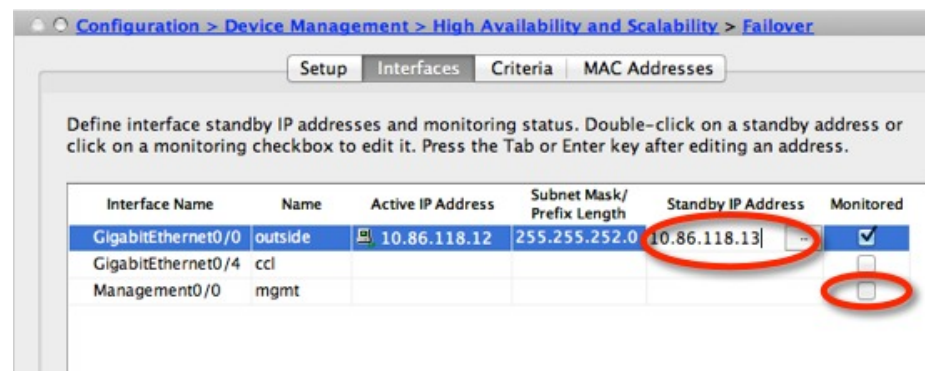 Configuration > Device Management > High Availability and Scalability > Failover
Setup Interfaces Criteria MAC Addresses
Define interface standby IP addresses and monitoring status. Double-click on a standby address or
click on a monitoring checkbox to edit it. Press the Tab or Enter key after editing an address.
Interface Name Name Active IP Address Subnet Mask/ Prefix Length Standby IP Address Monitored
GigabitEthernet0/0 outside 10.86.118.12 255.255.252.0 10.86.118.13 ...
GigabitEthernet0/4 ccl
Management0/0 mgmt